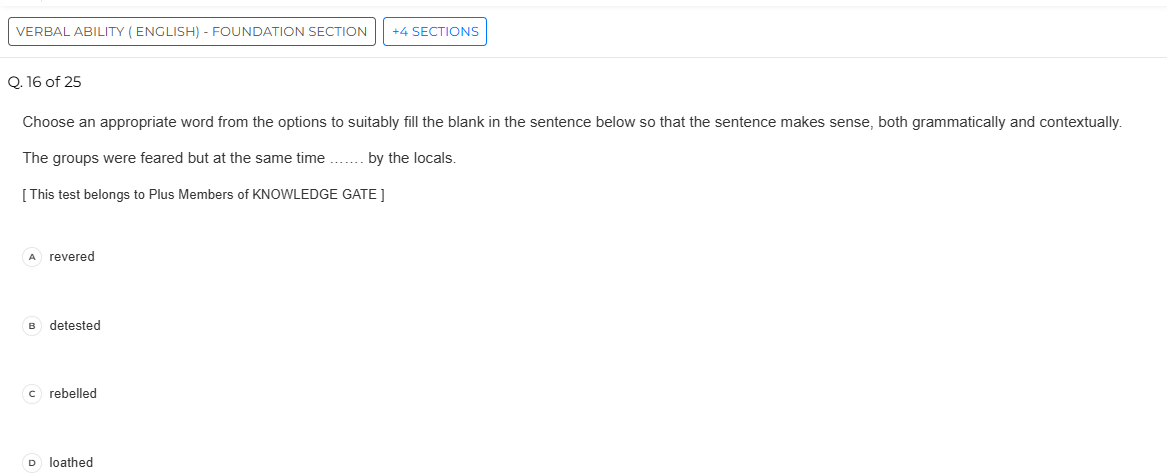 VERBAL ABILITY ( ENGLISH) - FOUNDATION SECTION +4 SECTIONS
Q. 16 of 25
Choose an appropriate word from the options to suitably fill the blank in the sentence below so that the sentence makes sense, both grammatically and contextually.
The groups were feared but at the same time ....... by the locals.
[ This test belongs to Plus Members of KNOWLEDGE GATE ]
A revered
B detested
C rebelled
D loathed